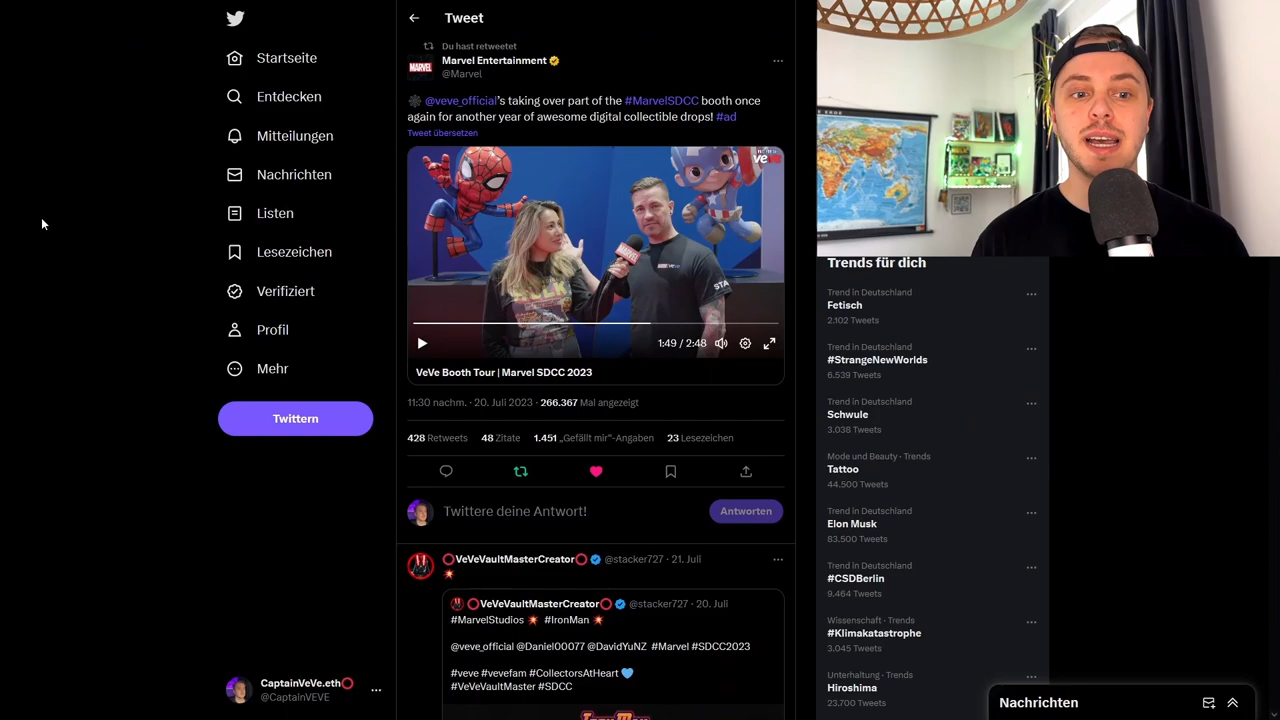 Startseite
Entdecken
Mitteilungen
Nachrichten
Listen
Lesezeichen
Verifiziert
Profil
Mehr
Twittern
CaptainVeVe.eth
@CaptainVEVE
Tweet
Du hast retweetet
MARVEL
Marvel Entertainment
@Marvel
@veve_official's taking over part of the #MarvelSDCC booth once
again for another year of awesome digital collectible drops! #ad
Tweet übersetzen
veve
MARVEL
STA
1:49 / 2:48
VeVe Booth Tour | Marvel SDCC 2023
11:30 nachm. · 20. Juli 2023 · 266.367 Mal angezeigt
428 Retweets 48 Zitate 1.451 „Gefällt mir“-Angaben 23 Lesezeichen
Twittere deine Antwort!
Antworten
VeVeVaultMasterCreator @stacker727 · 21. Juli
VeVeVaultMasterCreator @stacker727 · 20. Juli
#MarvelStudios #IronMan
@veve_official @Daniel00077 @DavidYuNZ #Marvel #SDCC2023
#veve #vevefam #CollectorsAtHeart
#VeVeVaultMaster #SDCC
Trends für dich
Trend in Deutschland
Fetisch
2.102 Tweets
Trend in Deutschland
#StrangeNewWorlds
6.539 Tweets
Trend in Deutschland
Schwule
3.038 Tweets
Mode und Beauty · Trends
Tattoo
44.500 Tweets
Trend in Deutschland
Elon Musk
83.500 Tweets
Trend in Deutschland
#CSDBerlin
9.464 Tweets
Wissenschaft · Trends
#Klimakatastrophe
3.045 Tweets
Unterhaltung · Trends
Hiroshima
23.700 Tweets
Nachrichten